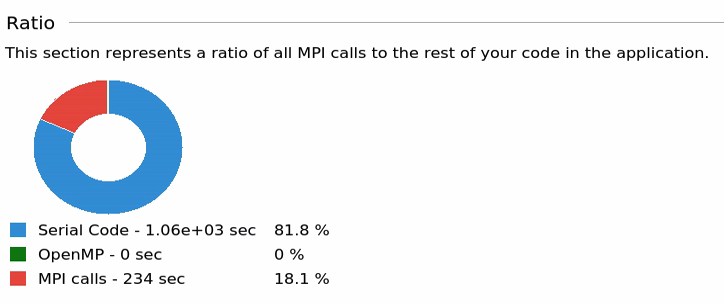 Ratio
This section represents a ratio of all MPI calls to the rest of your code in the application.
Serial Code - 1.06e+03 sec 81.8 %
OpenMP - 0 sec 0 %
MPI calls - 234 sec 18.1 %